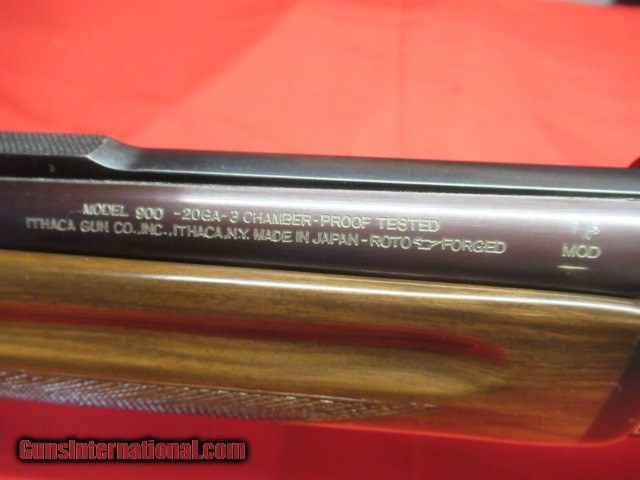 MODEL 900 -20GA-3 CHAMBER-PROOF TESTED
ITHACA GUN CO., INC., ITHACA, N.Y. MADE IN JAPAN - ROTO FORGED
MOD
GunsInternational.com